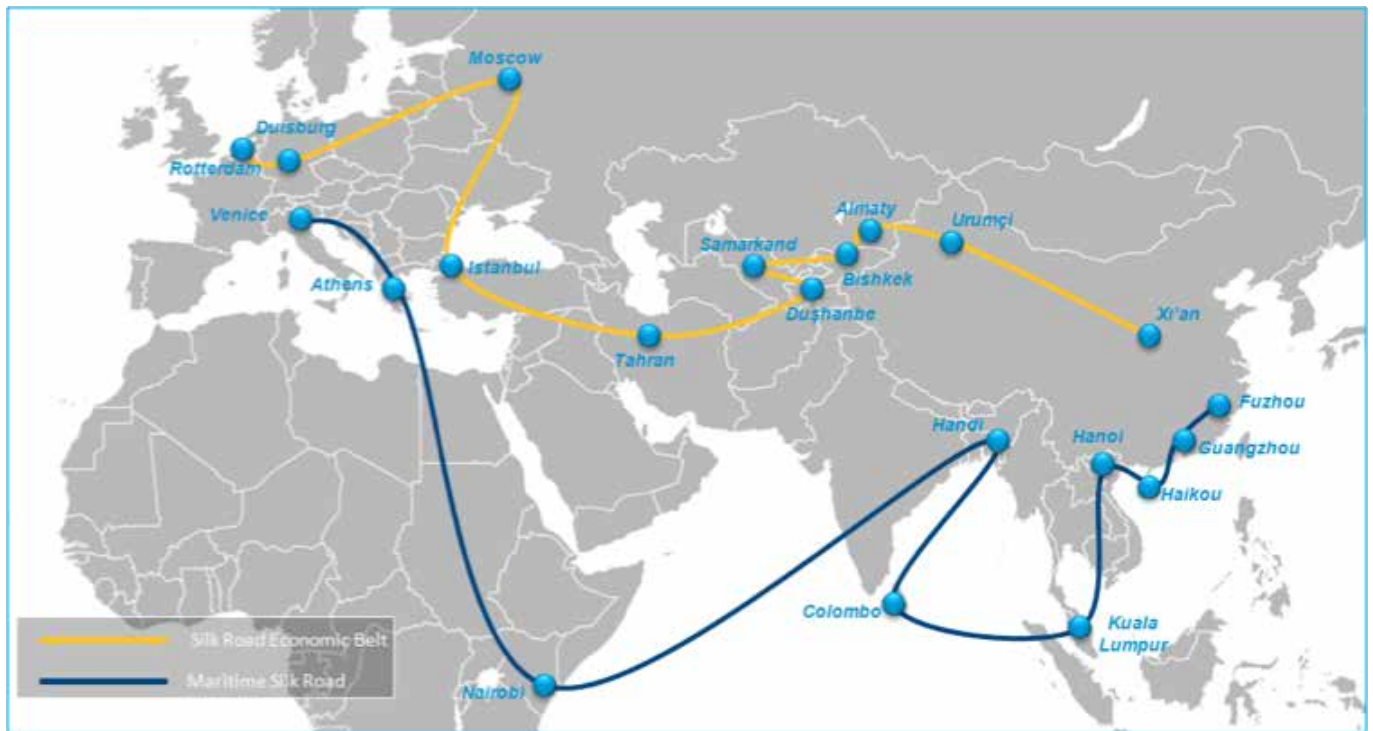 Moscow
Duisburg
Rotterdam
Venice
Almaty
Urumçi
Samarkand
Istanbul
Bishkek
Athens
Duşhanbe
Xi'an
Tahran
Fuzhou
Handi
Hanoi
Guangzhou
Haikou
Colombo
Kuala
Lumpur
Silk Road Economic Belt
Maritime Silk Road
Nairobi